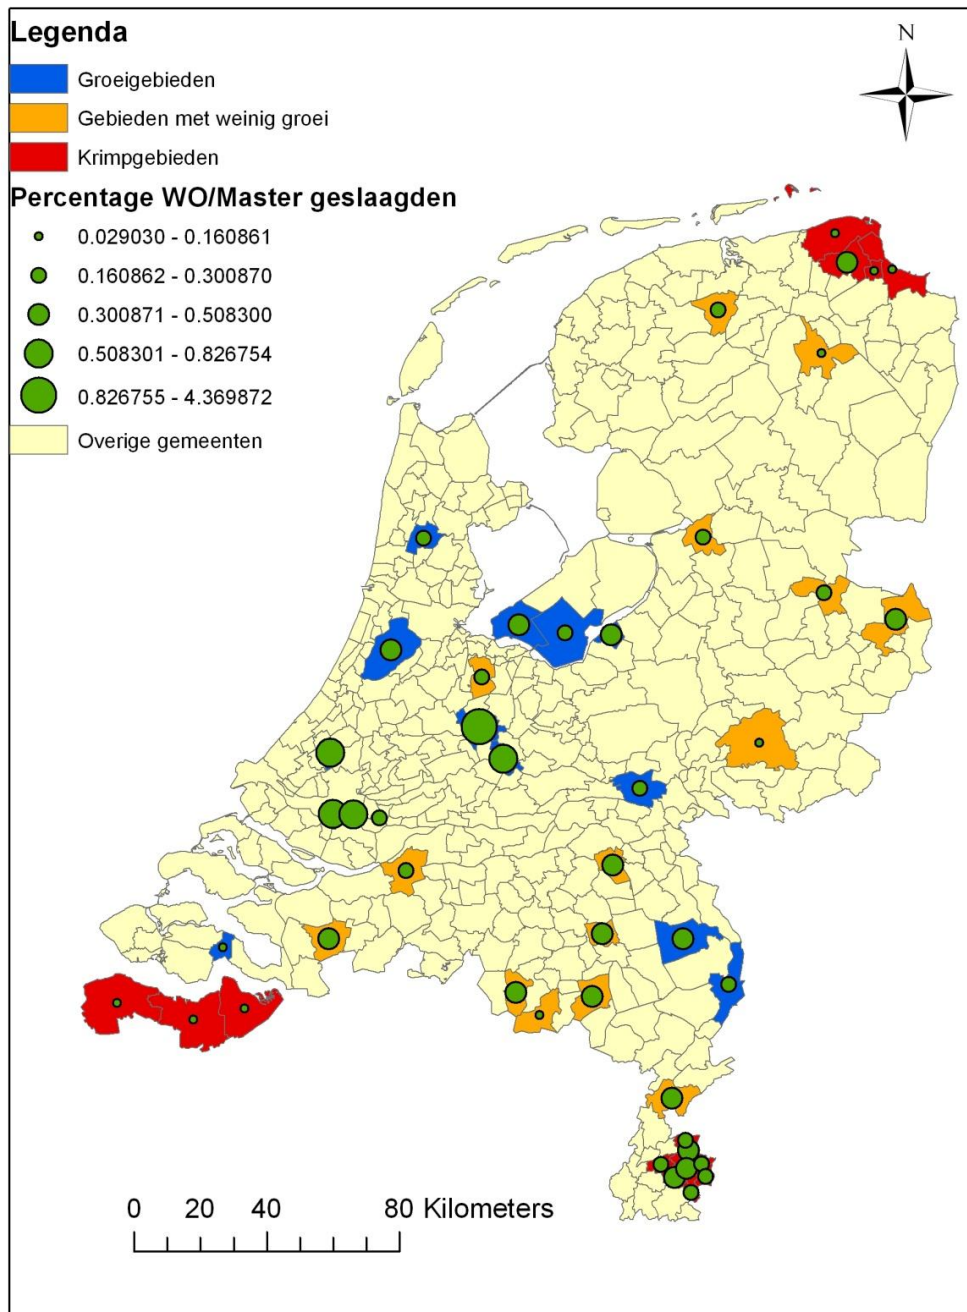 Legenda
N
Groeigebieden
Gebieden met weinig groei
Krimpgebieden
Percentage WO/Master geslaagden
0.029030 - 0.160861
0.160862 - 0.300870
0.300871 - 0.508300
0.508301 - 0.826754
0.826755 - 4.369872
Overige gemeenten
0 20 40 80 Kilometers